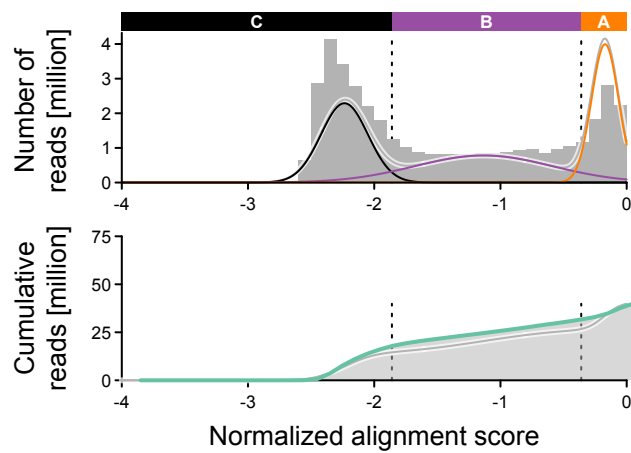 C B A
Number of
reads [million]
4
3
2
1
0
-4 -3 -2 -1 0
Cumulative
reads [million]
75
50
25
0
-4 -3 -2 -1 0
Normalized alignment score